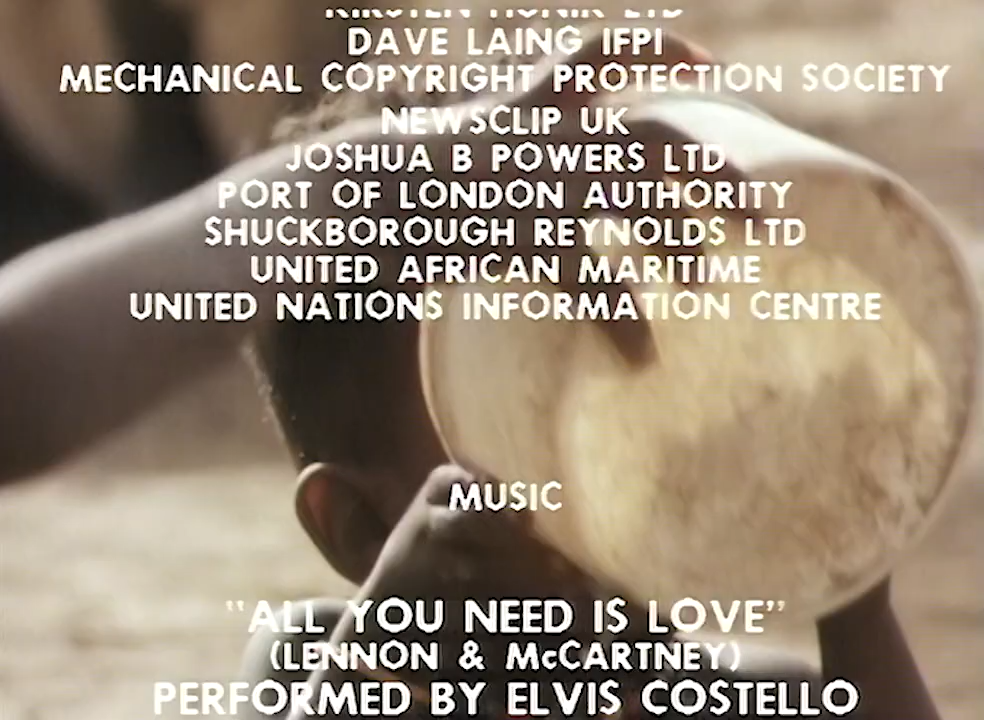 DAVE LAING IFPI
MECHANICAL COPYRIGHT PROTECTION SOCIETY
NEWSCLIP UK
JOSHUA B POWERS LTD
PORT OF LONDON AUTHORITY
SHUCKBOROUGH REYNOLDS LTD
UNITED AFRICAN MARITIME
UNITED NATIONS INFORMATION CENTRE
MUSIC
"ALL YOU NEED IS LOVE"
(LENNON & McCARTNEY)
PERFORMED BY ELVIS COSTELLO